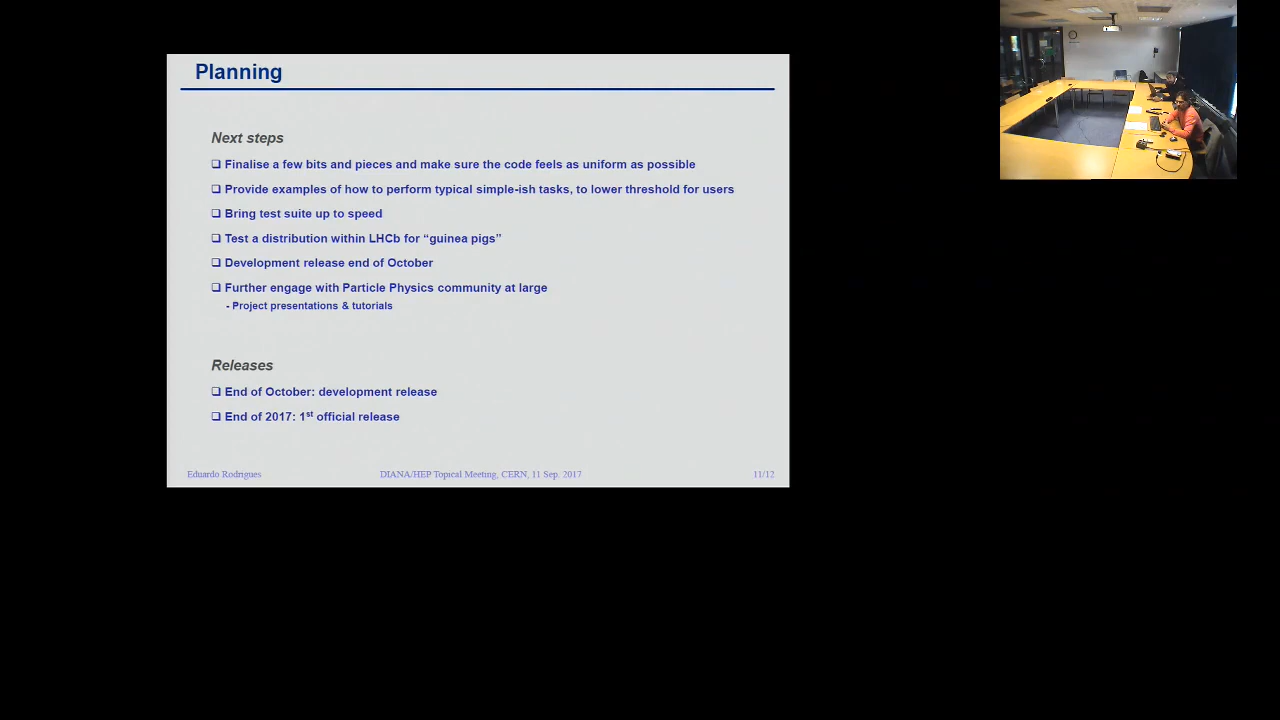 Planning
Next steps
❑ Finalise a few bits and pieces and make sure the code feels as uniform as possible
❑ Provide examples of how to perform typical simple-ish tasks, to lower threshold for users
❑ Bring test suite up to speed
❑ Test a distribution within LHCb for “guinea pigs”
❑ Development release end of October
❑ Further engage with Particle Physics community at large
- Project presentations & tutorials
Releases
❑ End of October: development release
❑ End of 2017: 1st official release
Eduardo Rodrigues DIANA/HEP Topical Meeting, CERN, 11 Sep. 2017 11/12